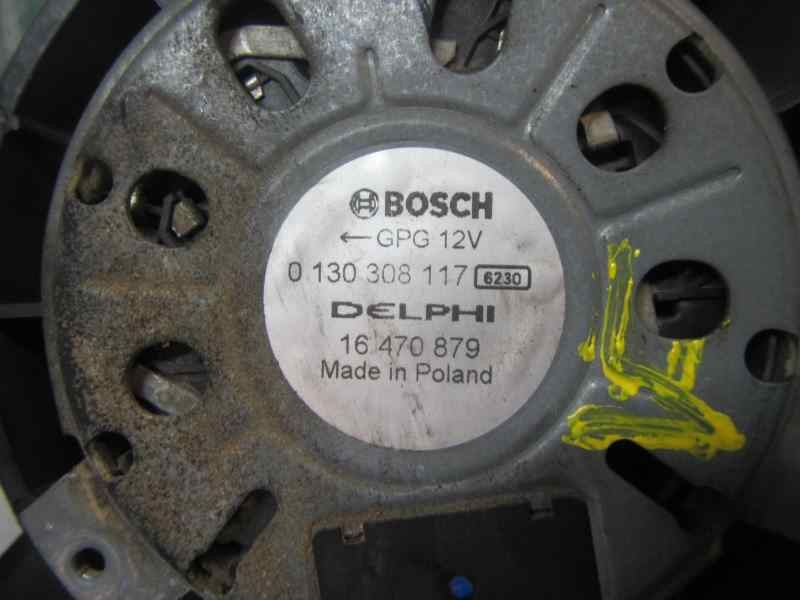 BOSCH
←GPG 12V
0 130 308 117 6230
DELPHI
16 470 879
Made in Poland